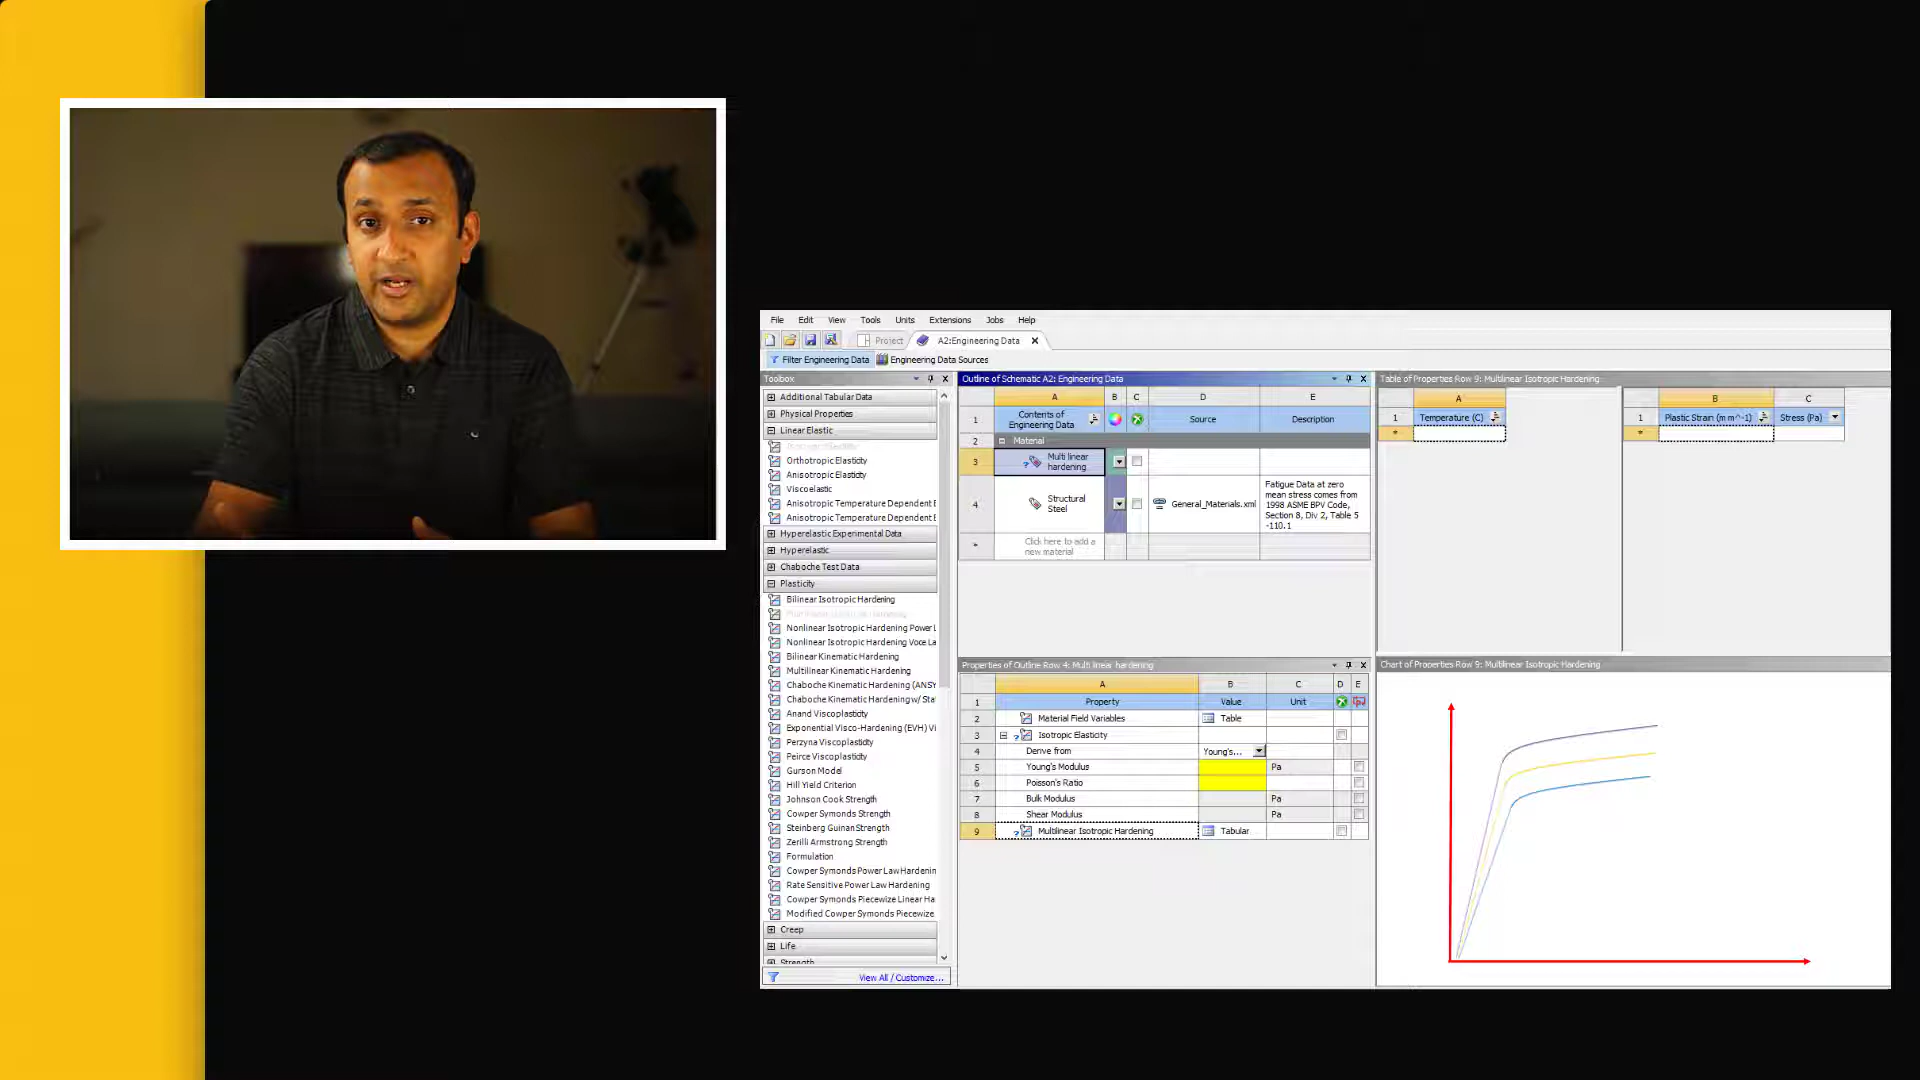 File Edit View Tools Units Extensions Jobs Help
Project A2:Engineering Data
Filter Engineering Data Engineering Data Sources
Toolbox
Additional Tabular Data
Physical Properties
Linear Elastic
Orthotropic Elasticity
Anisotropic Elasticity
Viscoelastic
Anisotropic Temperature Dependent E
Anisotropic Temperature Dependent E
Hyperelastic Experimental Data
Hyperelastic
Chaboche Test Data
Plasticity
Bilinear Isotropic Hardening
Nonlinear Isotropic Hardening Power L
Nonlinear Isotropic Hardening Voce La
Bilinear Kinematic Hardening
Multilinear Kinematic Hardening
Chaboche Kinematic Hardening (ANSY
Chaboche Kinematic Hardening w/ Sta
Anand Viscoplasticity
Exponential Visco-Hardening (EVH) Vi
Perzyna Viscoplasticity
Peirce Viscoplasticity
Gurson Model
Hill Yield Criterion
Johnson Cook Strength
Cowper Symonds Strength
Steinberg Guinan Strength
Zerilli Armstrong Strength
Formulation
Cowper Symonds Power Law Hardenin
Rate Sensitive Power Law Hardening
Cowper Symonds Piecewize Linear Ha
Modified Cowper Symonds Piecewize
Creep
Life
Strength
View All / Customize...
Outline of Schematic A2: Engineering Data
A B C D E
1 Contents of Engineering Data Source Description
2 Material
3 Multi linear hardening
4 Structural Steel General_Materials.xml Fatigue Data at zero
mean stress comes from
1998 ASME BPV Code,
Section 8, Div 2, Table 5
-110.1
* Click here to add a
new material
Properties of Outline Row 4: Multi linear hardening
A B C D E
1 Property Value Unit
2 Material Field Variables Table
3 Isotropic Elasticity
4 Derive from Young's...
5 Young's Modulus Pa
6 Poisson's Ratio
7 Bulk Modulus Pa
8 Shear Modulus Pa
9 Multilinear Isotropic Hardening Tabular
Table of Properties Row 9: Multilinear Isotropic Hardening
A B C
1 Temperature (C) 1 Plastic Strain (m m^-1) Stress (Pa)
* *
Chart of Properties Row 9: Multilinear Isotropic Hardening